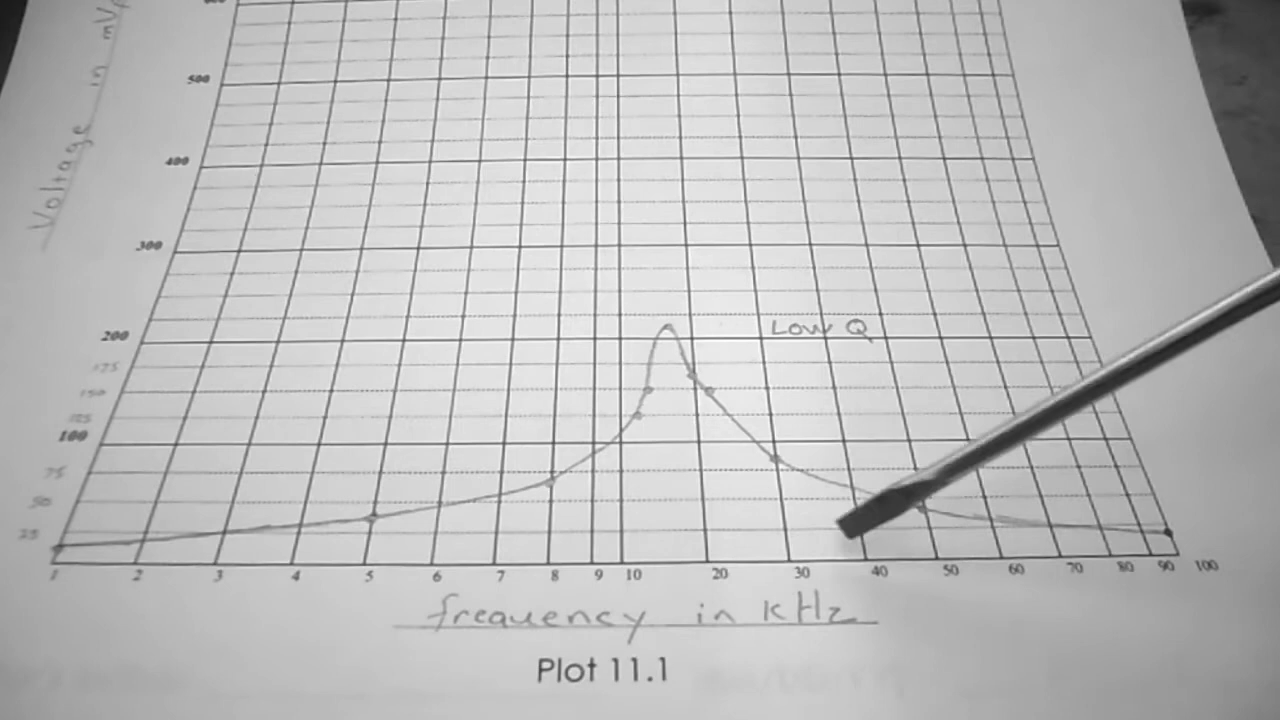 Voltage in mV
500
400
300
200
175
150
125
100
75
50
25
Low Q
1 2 3 4 5 6 7 8 9 10 20 30 40 50 60 70 80 90 100
frequency in kHz
Plot 11.1